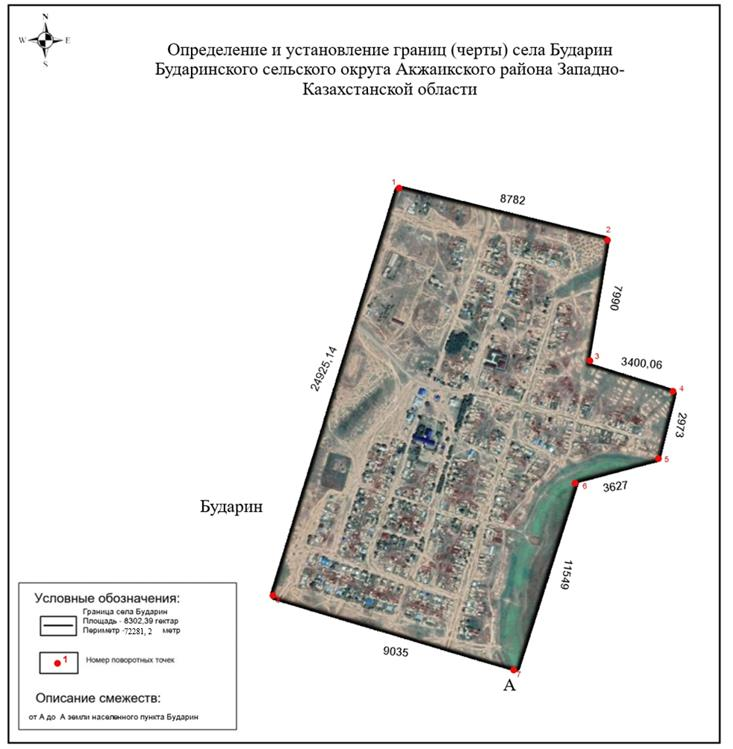 N
W E
S
Определение и установление границ (черты) села Бударин
Бударинского сельского округа Акжаикского района Западно-
Казахстанской области
1
8782
2
7990
3
3400,06
4
24925,14
2973
5
3627
6
Бударин
11549
9035
7
А
Условные обозначения:
Граница села Бударин
Площадь - 8302,39 гектар
Периметр -72281, 2 метр
1 Номер поворотных точек
Описание смежеств:
от А до А земли населенного пункта Бударин